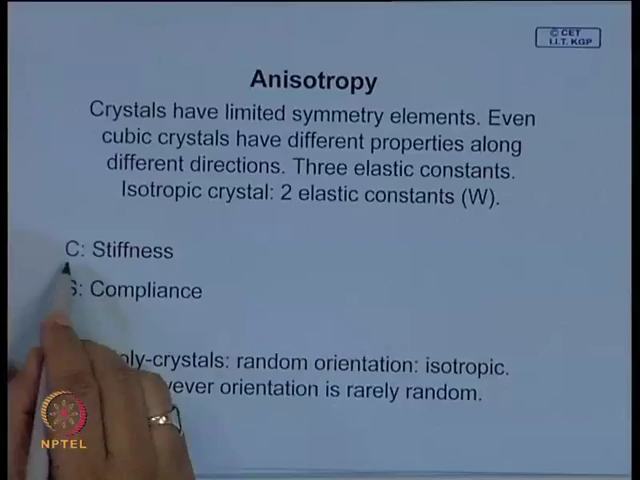 © CET
I.I.T. KGP
Anisotropy
Crystals have limited symmetry elements. Even
cubic crystals have different properties along
different directions. Three elastic constants.
Isotropic crystal: 2 elastic constants (W).
C: Stiffness
S: Compliance
oly-crystals: random orientation: isotropic.
wever orientation is rarely random.
NPTEL